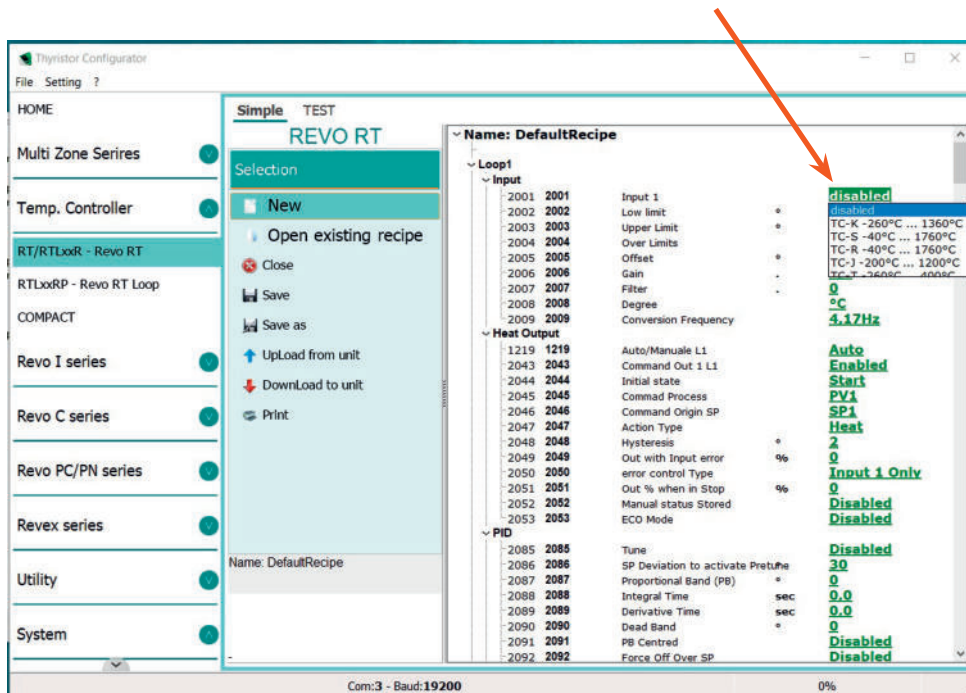 Thyristor Configurator
File Setting ?
HOME
Multi Zone Serires
Temp. Controller
RT/RTLxxR - Revo RT
RTLxxRP - Revo RT Loop
COMPACT
Revo I series
Revo C series
Revo PC/PN series
Revex series
Utility
System
Simple TEST
REVO RT
Selection
New
Open existing recipe
Close
Save
Save as
UpLoad from unit
DownLoad to unit
Print
Name: DefaultRecipe
-
Name: DefaultRecipe
Loop1
Input
2001 2001 Input 1 disabled
2002 2002 Low limit °
2003 2003 Upper Limit °
2004 2004 Over Limits
2005 2005 Offset °
2006 2006 Gain .
2007 2007 Filter . 0
2008 2008 Degree °C
2009 2009 Conversion Frequency 4.17Hz
disabled
TC-K -260°C ... 1360°C
TC-S -40°C ... 1760°C
TC-R -40°C ... 1760°C
TC-J -200°C ... 1200°C
TC-T -260°C ... 400°C
Heat Output
1219 1219 Auto/Manuale L1 Auto
2043 2043 Command Out 1 L1 Enabled
2044 2044 Initial state Start
2045 2045 Commad Process PV1
2046 2046 Command Origin SP SP1
2047 2047 Action Type Heat
2048 2048 Hysteresis ° 2
2049 2049 Out with Input error % 0
2050 2050 error control Type Input 1 Only
2051 2051 Out % when in Stop % 0
2052 2052 Manual status Stored Disabled
2053 2053 ECO Mode Disabled
PID
2085 2085 Tune Disabled
2086 2086 SP Deviation to activate Pretune ° 30
2087 2087 Proportional Band (PB) ° 0
2088 2088 Integral Time sec 0.0
2089 2089 Derivative Time sec 0.0
2090 2090 Dead Band ° 0
2091 2091 PB Centred Disabled
2092 2092 Force Off Over SP Disabled
Com:3 - Baud:19200 0%